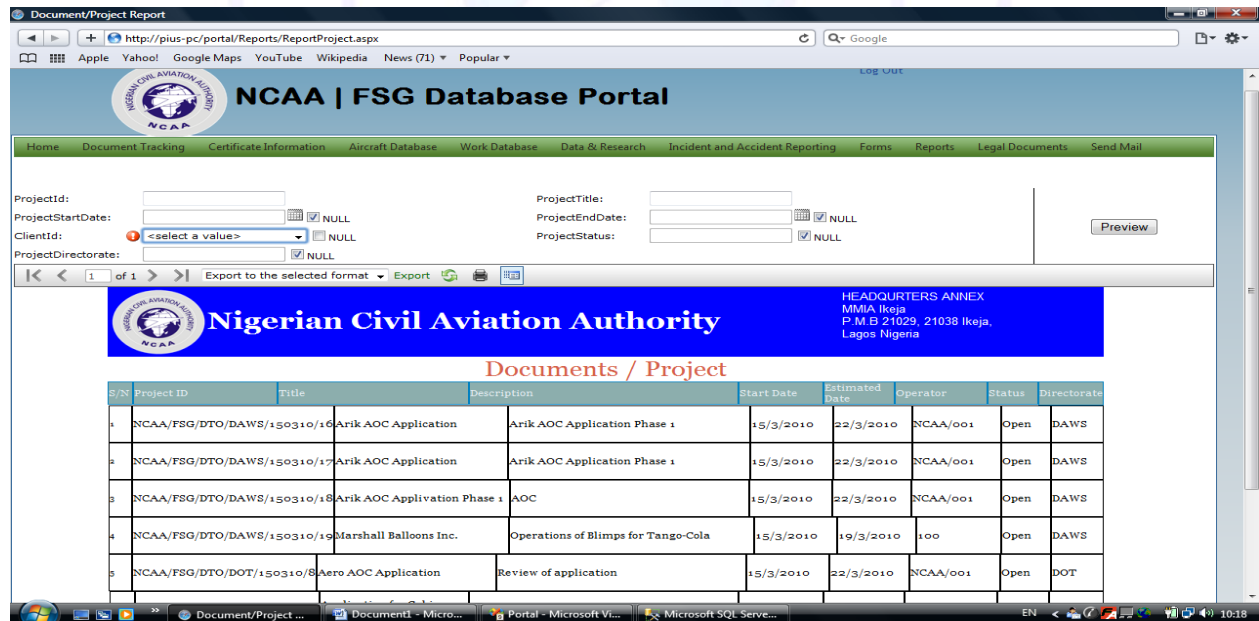 Document/Project Report
http://pius-pc/portal/Reports/ReportProject.aspx
Google
Apple Yahoo! Google Maps YouTube Wikipedia News (71) Popular
Log Out
NIGERIAN CIVIL AVIATION AUTHORITY
NCAA
NCAA | FSG Database Portal
Home Document Tracking Certificate Information Aircraft Database Work Database Data & Research Incident and Accident Reporting Forms Reports Legal Documents Send Mail
ProjectId: ProjectTitle:
ProjectStartDate: NULL ProjectEndDate: NULL
ClientId: <select a value> NULL ProjectStatus: NULL
Preview
ProjectDirectorate: NULL
1 of 1 Export to the selected format Export
NIGERIAN CIVIL AVIATION AUTHORITY
NCAA
Nigerian Civil Aviation Authority
HEADQURTERS ANNEX
MMIA Ikeja
P.M.B 21029, 21038 Ikeja,
Lagos Nigeria
Documents / Project
S/N Project ID Title Description Start Date Estimated Date Operator Status Directorate
1 NCAA/FSG/DTO/DAWS/150310/16 Arik AOC Application Arik AOC Application Phase 1 15/3/2010 22/3/2010 NCAA/001 Open DAWS
2 NCAA/FSG/DTO/DAWS/150310/17 Arik AOC Application Arik AOC Application Phase 1 15/3/2010 22/3/2010 NCAA/001 Open DAWS
3 NCAA/FSG/DTO/DAWS/150310/18 Arik AOC Applivation Phase 1 AOC 15/3/2010 22/3/2010 NCAA/001 Open DAWS
4 NCAA/FSG/DTO/DAWS/150310/19 Marshall Balloons Inc. Operations of Blimps for Tango-Cola 15/3/2010 19/3/2010 100 Open DAWS
5 NCAA/FSG/DTO/DOT/150310/8 Aero AOC Application Review of application 15/3/2010 22/3/2010 NCAA/001 Open DOT
Document/Project ... Document1 - Micro... Portal - Microsoft Vi... Microsoft SQL Serve... EN 10:18